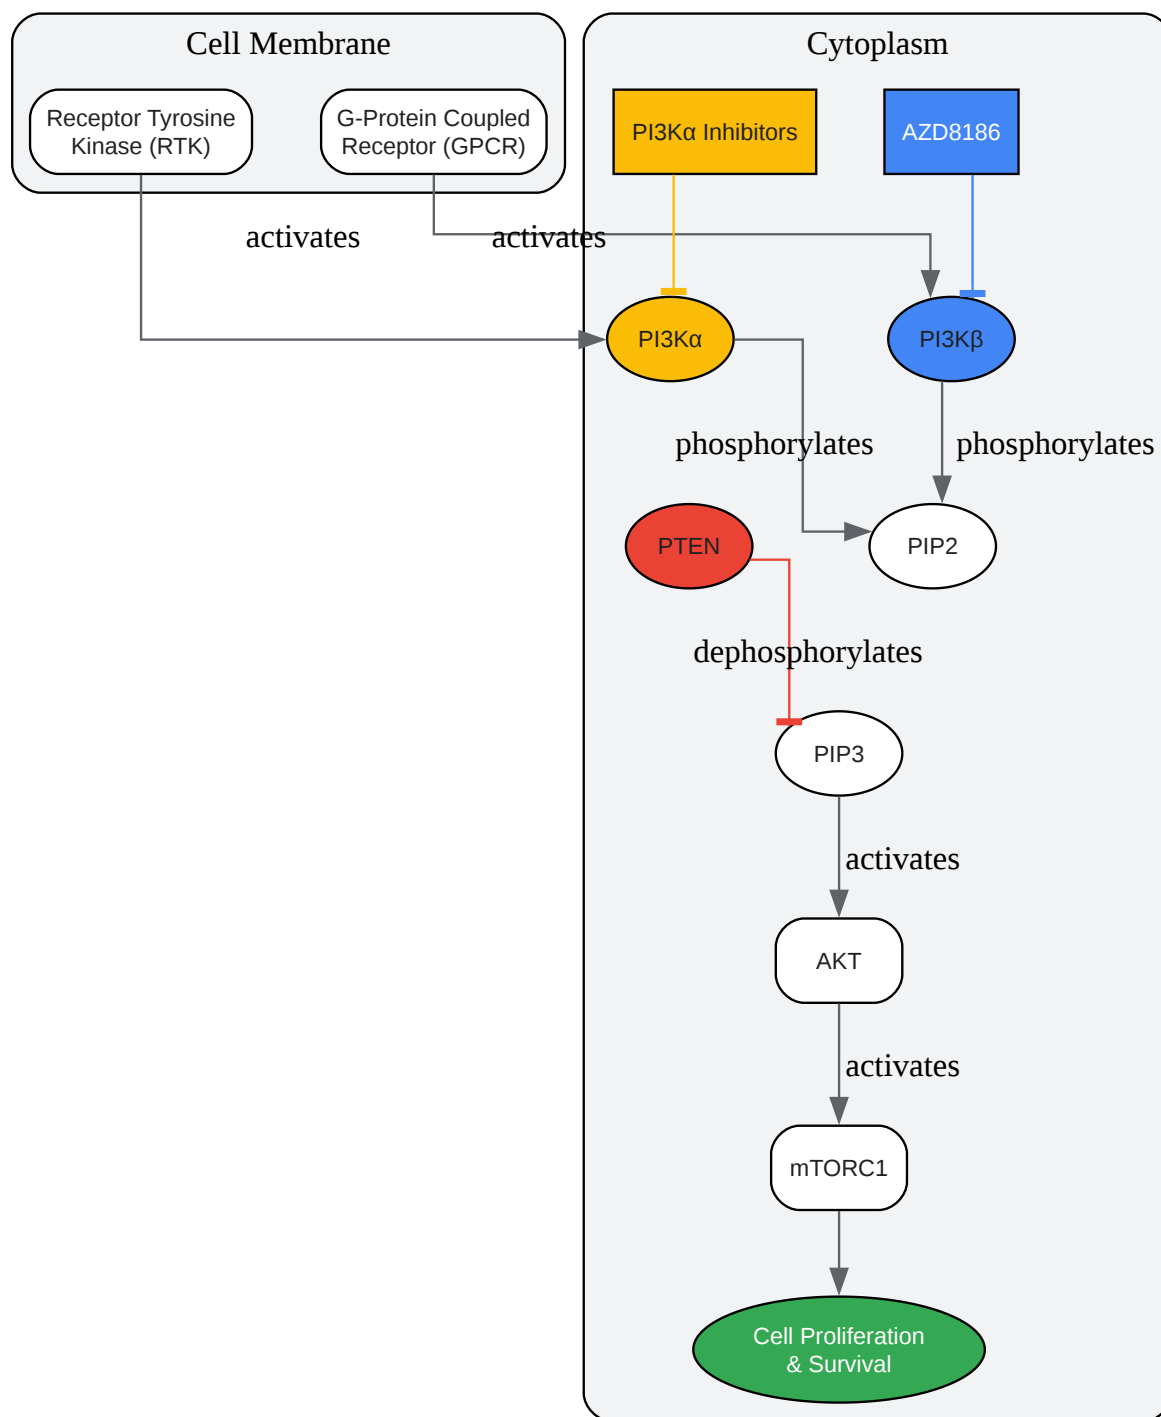 Cell Membrane
Cytoplasm
Receptor Tyrosine
Kinase (RTK)
G-Protein Coupled
Receptor (GPCR)
PI3Kα Inhibitors
AZD8186
activates
activates
PI3Kα
PI3Kβ
phosphorylates
phosphorylates
PTEN
PIP2
dephosphorylates
PIP3
activates
AKT
activates
mTORC1
Cell Proliferation
& Survival